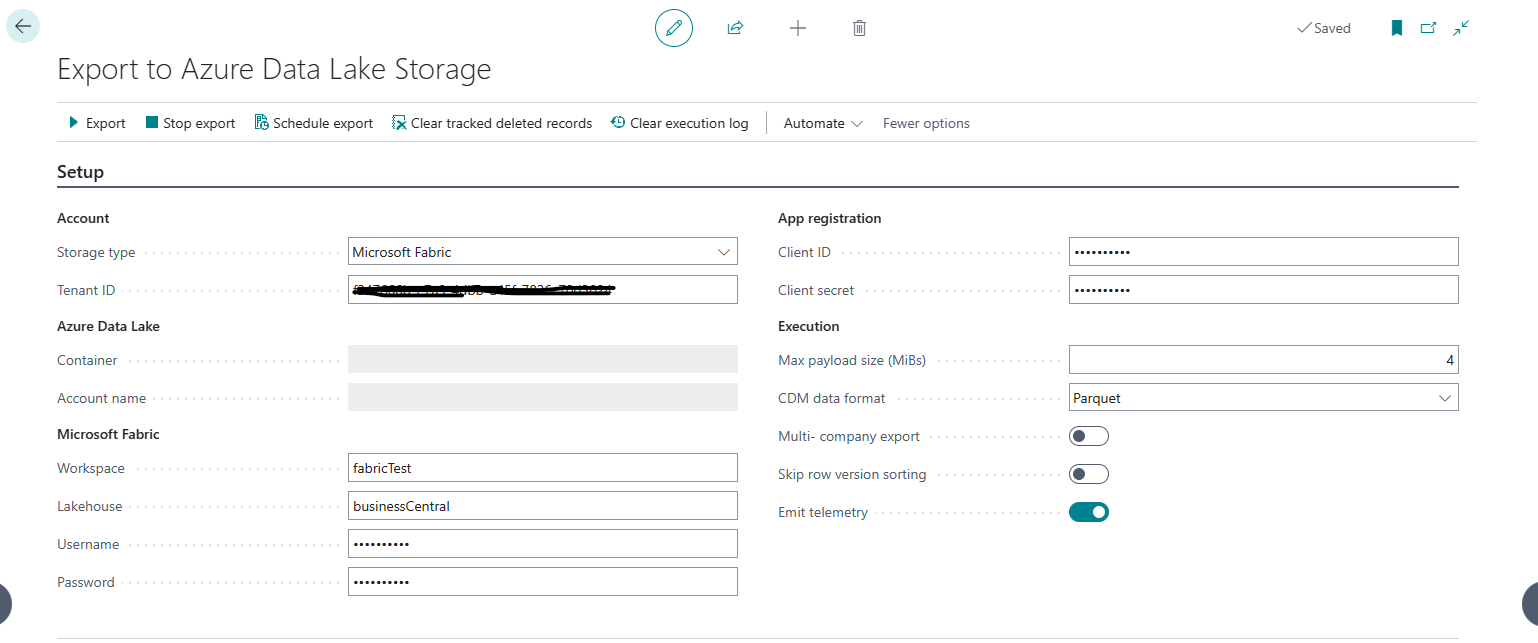 Saved
Export to Azure Data Lake Storage
Export Stop export Schedule export Clear tracked deleted records Clear execution log Automate Fewer options
Setup
Account
Storage type Microsoft Fabric
Tenant ID
Azure Data Lake
Container
Account name
Microsoft Fabric
Workspace fabricTest
Lakehouse businessCentral
Username ••••••••••
Password ••••••••••
App registration
Client ID ••••••••••
Client secret ••••••••••
Execution
Max payload size (MiBs) 4
CDM data format Parquet
Multi- company export
Skip row version sorting
Emit telemetry